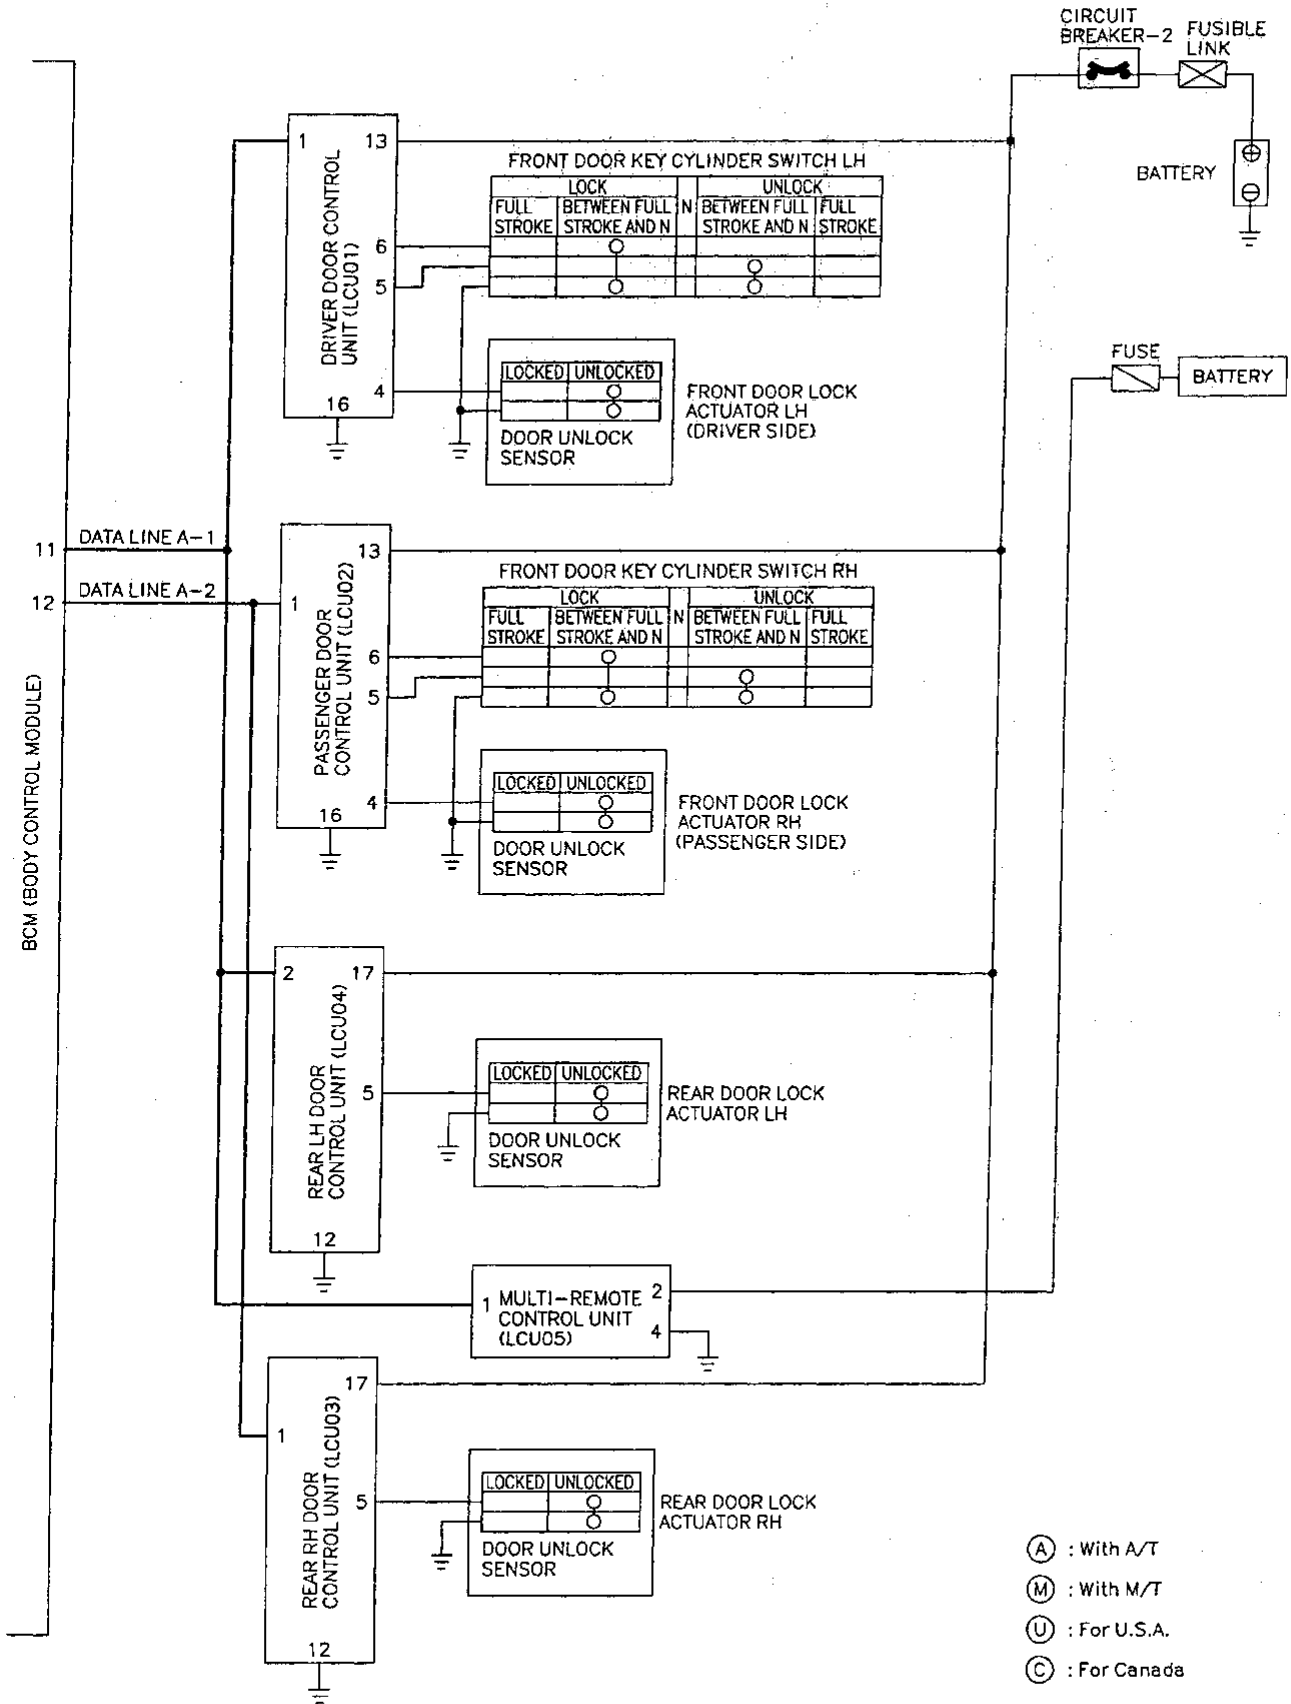 CIRCUIT
BREAKER-2
FUSIBLE
LINK
BATTERY
1
13
DRIVER DOOR CONTROL
UNIT (LCU01)
6
5
4
16
FRONT DOOR KEY CYLINDER SWITCH LH
LOCK
N
UNLOCK
FULL
STROKE
BETWEEN FULL
STROKE AND N
BETWEEN FULL
STROKE AND N
FULL
STROKE
LOCKED
UNLOCKED
DOOR UNLOCK
SENSOR
FRONT DOOR LOCK
ACTUATOR LH
(DRIVER SIDE)
FUSE
BATTERY
11
DATA LINE A-1
12
DATA LINE A-2
BCM (BODY CONTROL MODULE)
13
1
PASSENGER DOOR
CONTROL UNIT (LCU02)
6
5
4
16
FRONT DOOR KEY CYLINDER SWITCH RH
LOCK
N
UNLOCK
FULL
STROKE
BETWEEN FULL
STROKE AND N
BETWEEN FULL
STROKE AND N
FULL
STROKE
LOCKED
UNLOCKED
DOOR UNLOCK
SENSOR
FRONT DOOR LOCK
ACTUATOR RH
(PASSENGER SIDE)
2
17
REAR LH DOOR
CONTROL UNIT (LCU04)
5
12
LOCKED
UNLOCKED
DOOR UNLOCK
SENSOR
REAR DOOR LOCK
ACTUATOR LH
1
MULTI-REMOTE
CONTROL UNIT
(LCU05)
2
4
17
1
REAR RH DOOR
CONTROL UNIT (LCU03)
5
12
LOCKED
UNLOCKED
DOOR UNLOCK
SENSOR
REAR DOOR LOCK
ACTUATOR RH
A : With A/T
M : With M/T
U : For U.S.A.
C : For Canada